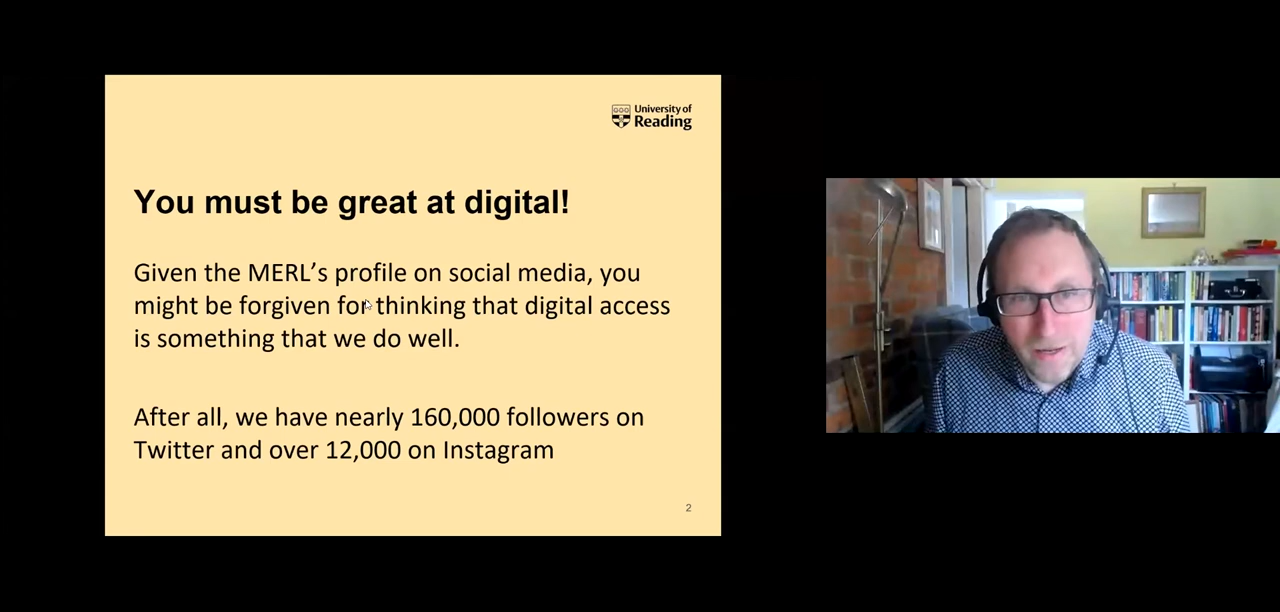 University of
Reading
You must be great at digital!
Given the MERL’s profile on social media, you
might be forgiven for thinking that digital access
is something that we do well.
After all, we have nearly 160,000 followers on
Twitter and over 12,000 on Instagram
2